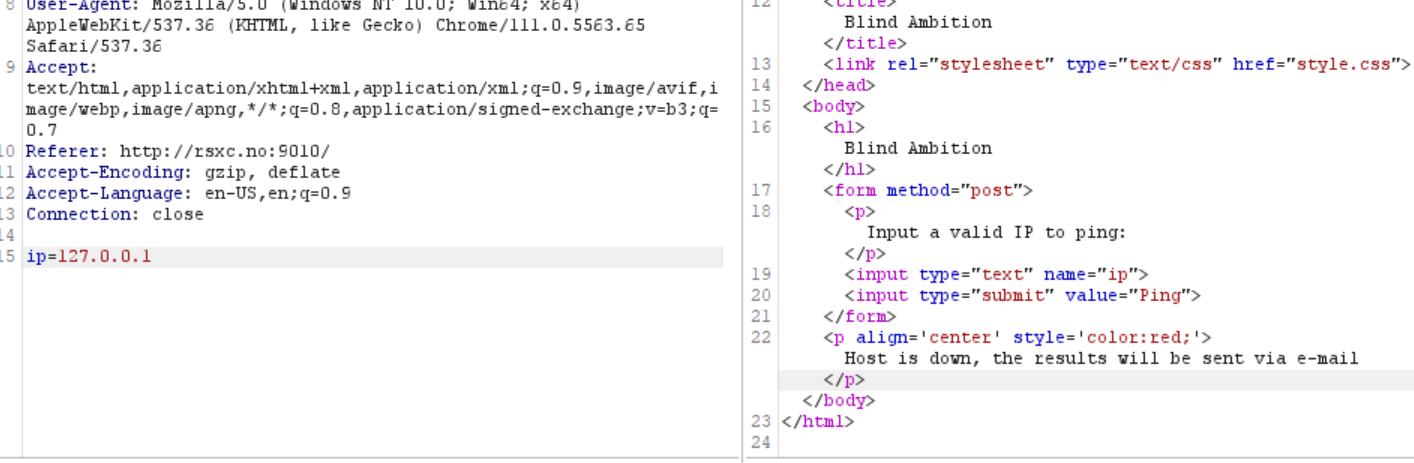 8 User-Agent: Mozilla/5.0 (Windows NT 10.0; Win64; x64)
AppleWebKit/537.36 (KHTML, like Gecko) Chrome/111.0.5563.65
Safari/537.36
9 Accept:
text/html,application/xhtml+xml,application/xml;q=0.9,image/avif,i
mage/webp,image/apng,*/*;q=0.8,application/signed-exchange;v=b3;q=
0.7
10 Referer: http://rsxc.no:9010/
11 Accept-Encoding: gzip, deflate
12 Accept-Language: en-US,en;q=0.9
13 Connection: close
14
15 ip=127.0.0.1
12 <title>
Blind Ambition
</title>
13 <link rel="stylesheet" type="text/css" href="style.css">
14 </head>
15 <body>
16 <h1>
Blind Ambition
</h1>
17 <form method="post">
18 <p>
Input a valid IP to ping:
</p>
19 <input type="text" name="ip">
20 <input type="submit" value="Ping">
21 </form>
22 <p align='center' style='color:red;'>
Host is down, the results will be sent via e-mail
</p>
</body>
23 </html>
24